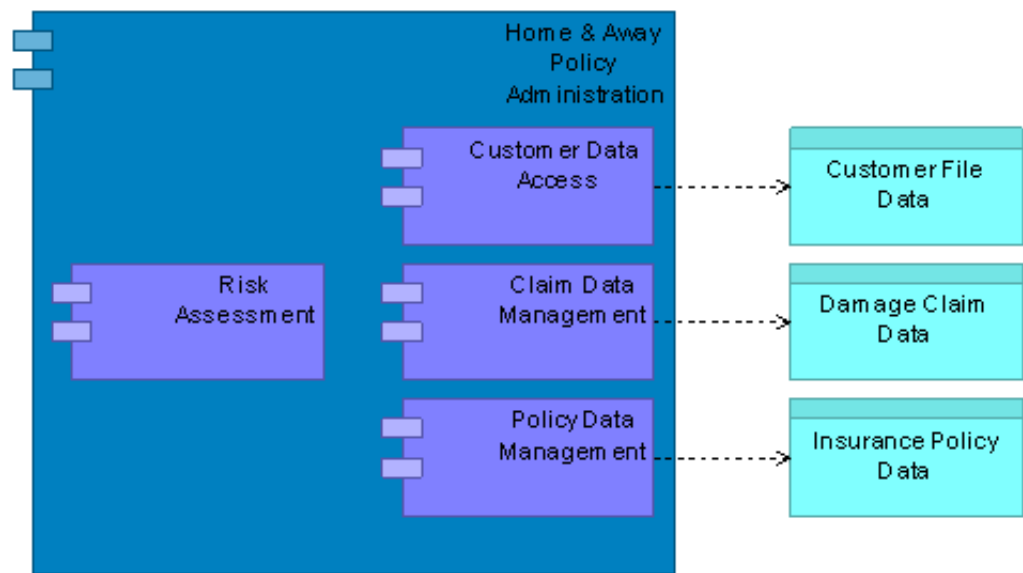 Home & Away
Policy
Administration
Customer Data
Access
Customer File
Data
Risk
Assessment
Claim Data
Management
Damage Claim
Data
Policy Data
Management
Insurance Policy
Data